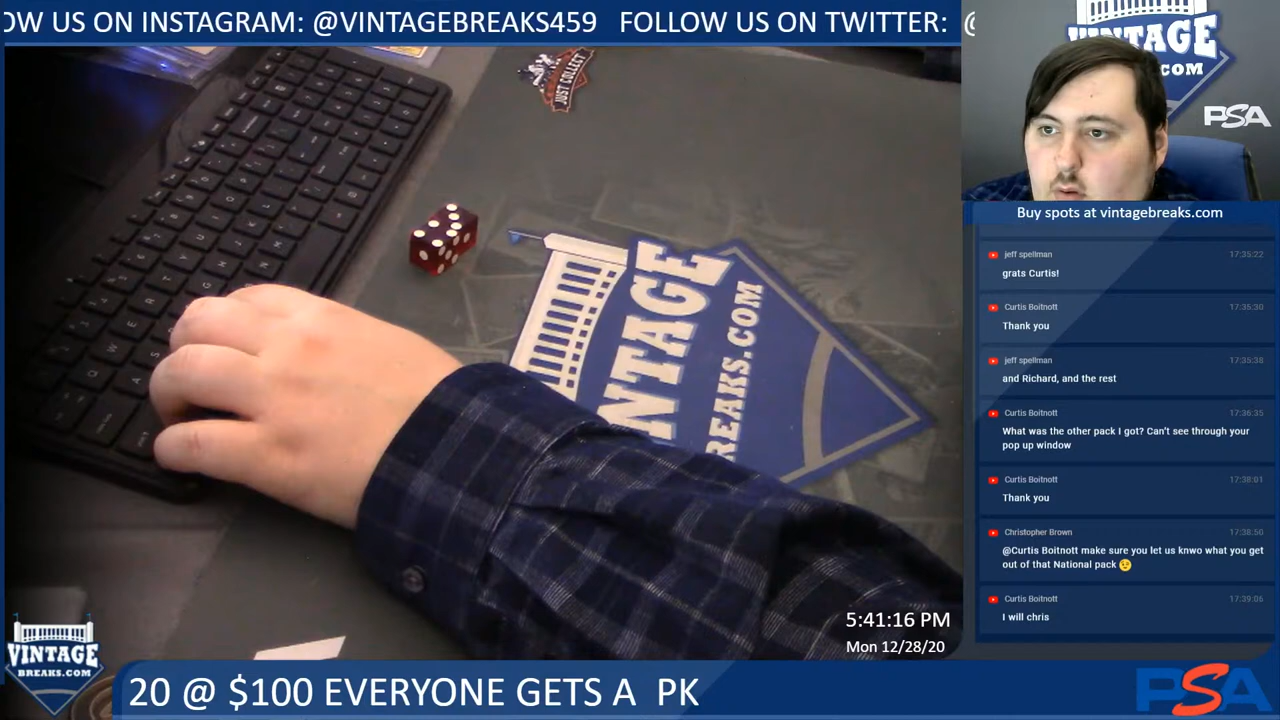 OW US ON INSTAGRAM: @VINTAGEBREAKS459 FOLLOW US ON TWITTER: @
VINTAGE
.COM
PSA
JUST COLLECT
Buy spots at vintagebreaks.com
jeff spellman 17:35:22
grats Curtis!
Curtis Boitnott 17:35:30
Thank you
jeff spellman 17:35:38
and Richard, and the rest
Curtis Boitnott 17:36:35
What was the other pack I got? Can't see through your
pop up window
Curtis Boitnott 17:38:01
Thank you
Christopher Brown 17:38:50
@Curtis Boitnott make sure you let us knwo what you get
out of that National pack 🤨
Curtis Boitnott 17:39:06
I will chris
NTAGE
REAKS.COM
5:41:16 PM
Mon 12/28/20
VINTAGE
BREAKS.COM
20 @ $100 EVERYONE GETS A PK
PSA